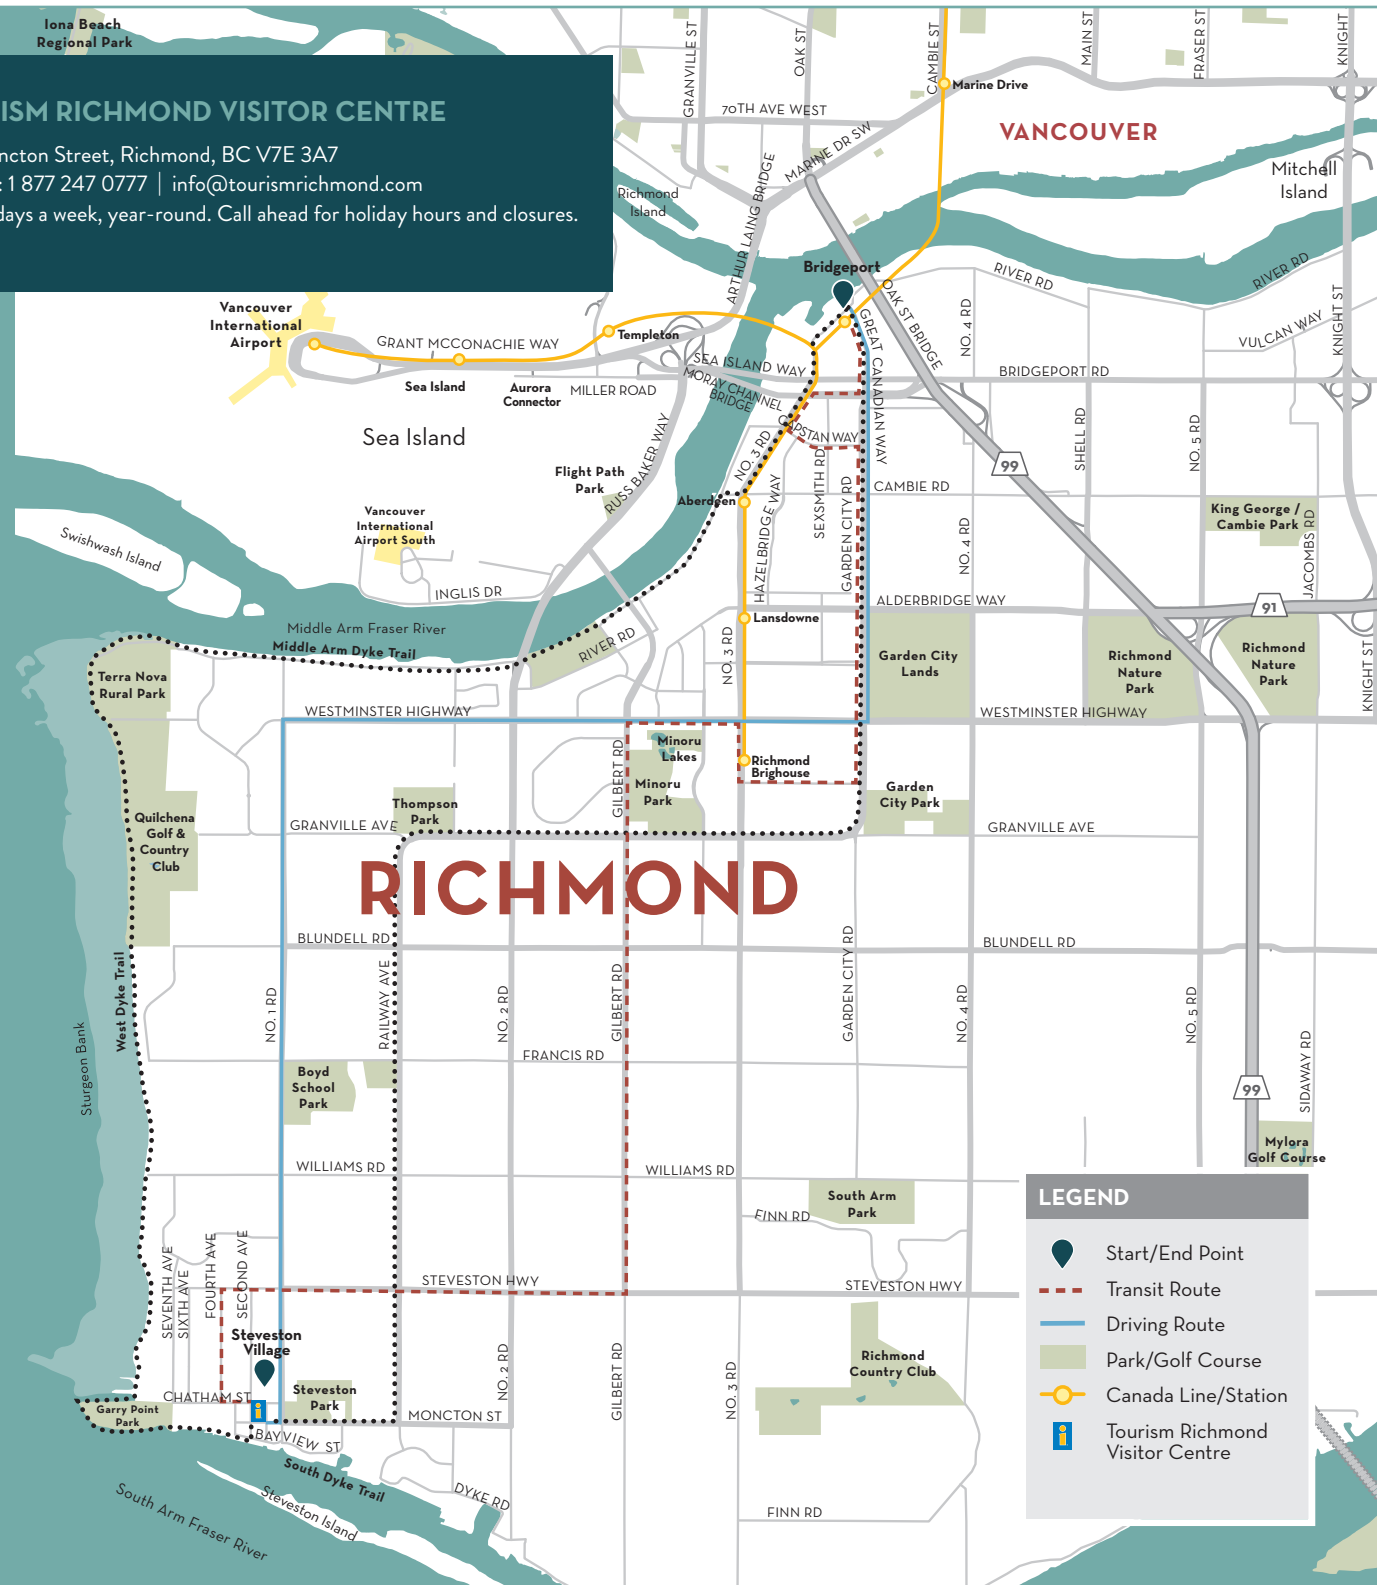 Iona Beach
Regional Park
ISM RICHMOND VISITOR CENTRE
ncton Street, Richmond, BC V7E 3A7
: 1 877 247 0777 | info@tourismrichmond.com
days a week, year-round. Call ahead for holiday hours and closures.
GRANVILLE ST
OAK ST
CAMBIE ST
MAIN ST
FRASER ST
KNIGHT
Marine Drive
70TH AVE WEST
MARINE DR SW
VANCOUVER
Mitchell
Island
Richmond
Island
ARTHUR LAING BRIDGE
Bridgeport
RIVER RD
RIVER RD
Vancouver
International
Airport
GRANT MCCONACHIE WAY
Templeton
Sea Island
Aurora
Connector
MILLER ROAD
SEA ISLAND WAY
MORAY CHANNEL
BRIDGE
GREAT CANADIAN WAY
OAK ST BRIDGE
NO. 4 RD
VULCAN WAY
KNIGHT ST
BRIDGEPORT RD
Sea Island
RUSS BAKER WAY
NO. 3 RD
CAPSTAN WAY
SEXSMITH RD
GARDEN CITY RD
SHELL RD
NO. 5 RD
99
Flight Path
Park
Aberdeen
HAZELBRIDGE WAY
CAMBIE RD
NO. 4 RD
King George /
Cambie Park
JACOMBS RD
Vancouver
International
Airport South
Swishwash Island
INGLIS DR
ALDERBRIDGE WAY
91
Lansdowne
Middle Arm Fraser River
Middle Arm Dyke Trail
RIVER RD
NO. 3 RD
Garden City
Lands
Richmond
Nature
Park
Richmond
Nature
Park
KNIGHT ST
Terra Nova
Rural Park
WESTMINSTER HIGHWAY
WESTMINSTER HIGHWAY
Minoru
Lakes
Minoru
Park
GILBERT RD
Richmond
Brighouse
Garden
City Park
Thompson
Park
Quilchena
Golf &
Country
Club
GRANVILLE AVE
GRANVILLE AVE
RICHMOND
BLUNDELL RD
BLUNDELL RD
West Dyke Trail
Sturgeon Bank
NO. 1 RD
RAILWAY AVE
NO. 2 RD
GILBERT RD
GARDEN CITY RD
NO. 4 RD
NO. 5 RD
SIDAWAY RD
FRANCIS RD
Boyd
School
Park
99
Mylora
Golf Course
WILLIAMS RD
WILLIAMS RD
South Arm
Park
FINN RD
SEVENTH AVE
SIXTH AVE
FOURTH AVE
SECOND AVE
STEVESTON HWY
STEVESTON HWY
Steveston
Village
CHATHAM ST
Steveston
Park
NO. 2 RD
GILBERT RD
NO. 3 RD
Richmond
Country Club
Garry Point
Park
i
MONCTON ST
BAYVIEW ST
South Dyke Trail
DYKE RD
Steveston Island
South Arm Fraser River
FINN RD
LEGEND
Start/End Point
Transit Route
Driving Route
Park/Golf Course
Canada Line/Station
i
Tourism Richmond
Visitor Centre